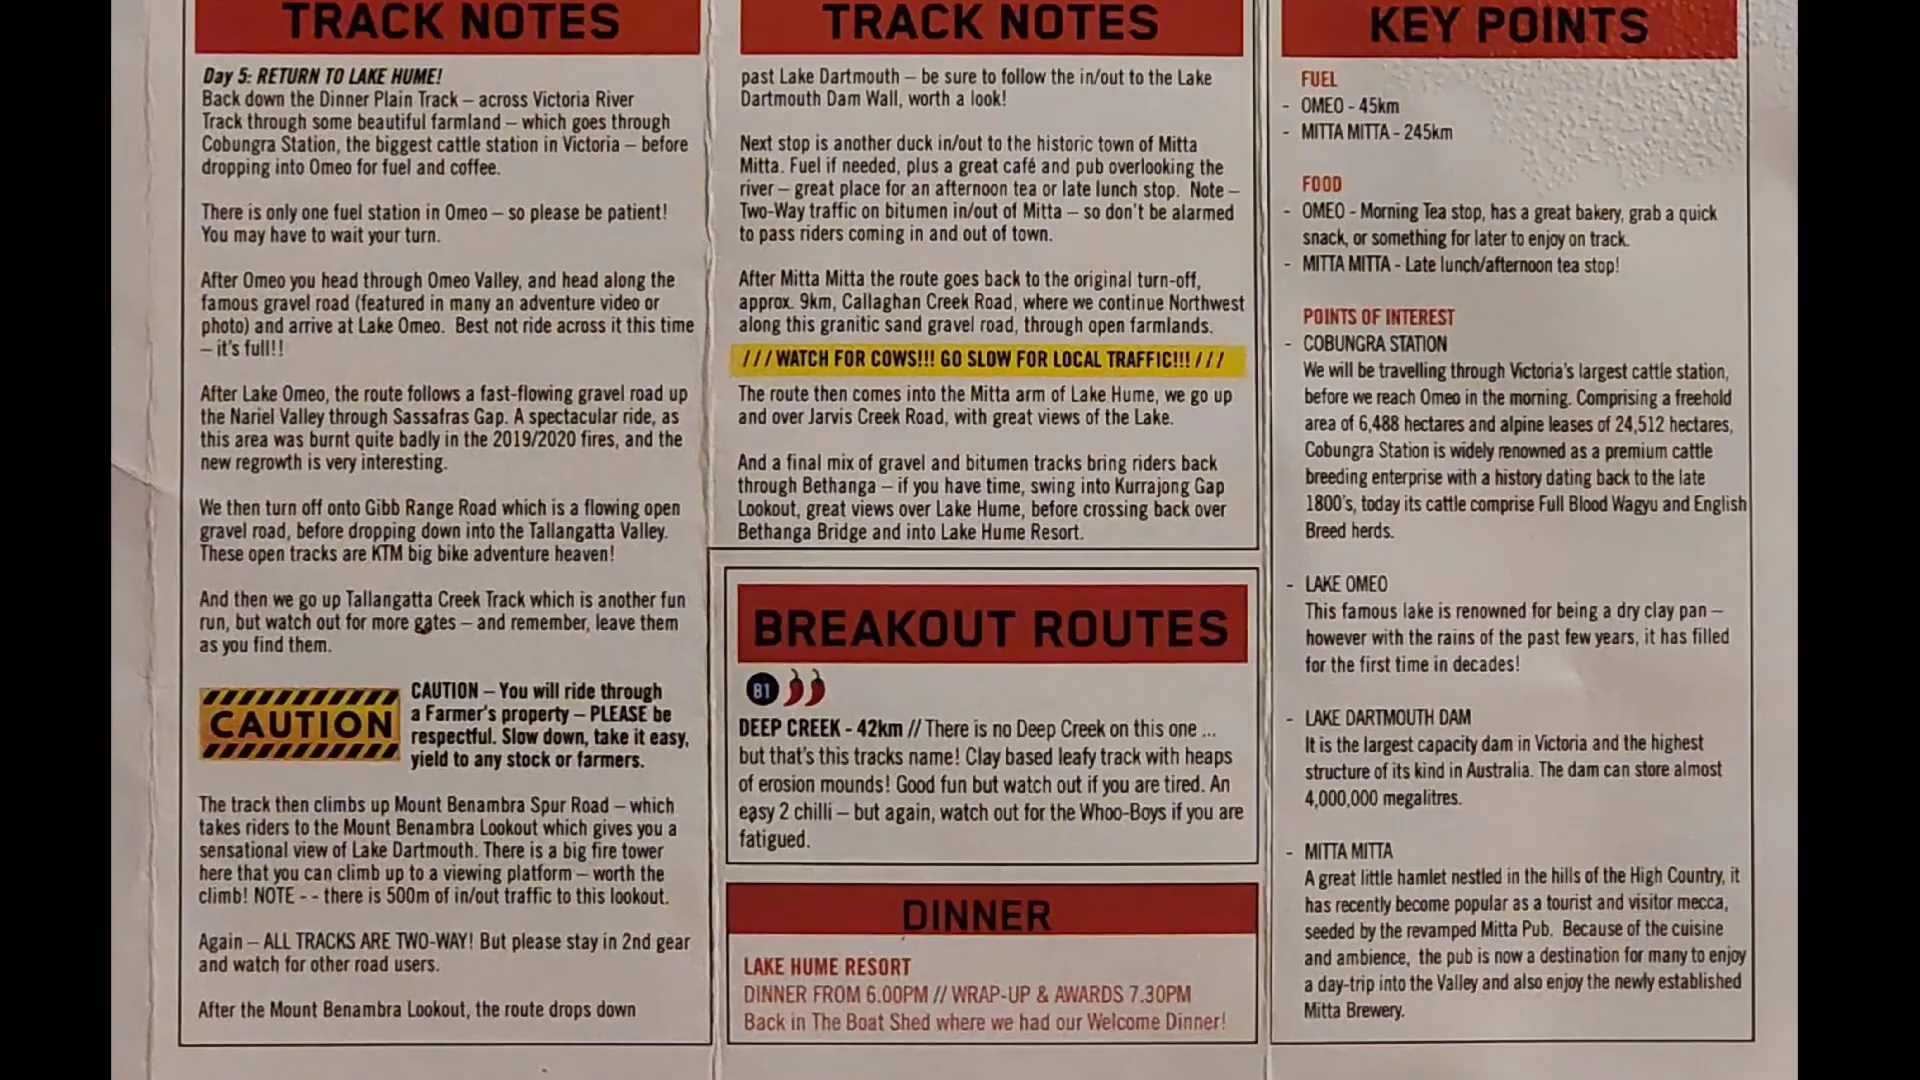 TRACK NOTES
Day 5: RETURN TO LAKE HUME!
Back down the Dinner Plain Track – across Victoria River
Track through some beautiful farmland – which goes through
Cobungra Station, the biggest cattle station in Victoria – before
dropping into Omeo for fuel and coffee.
There is only one fuel station in Omeo – so please be patient!
You may have to wait your turn.
After Omeo you head through Omeo Valley, and head along the
famous gravel road (featured in many an adventure video or
photo) and arrive at Lake Omeo. Best not ride across it this time
– it's full!!
After Lake Omeo, the route follows a fast-flowing gravel road up
the Nariel Valley through Sassafras Gap. A spectacular ride, as
this area was burnt quite badly in the 2019/2020 fires, and the
new regrowth is very interesting.
We then turn off onto Gibb Range Road which is a flowing open
gravel road, before dropping down into the Tallangatta Valley.
These open tracks are KTM big bike adventure heaven!
And then we go up Tallangatta Creek Track which is another fun
run, but watch out for more gates – and remember, leave them
as you find them.
CAUTION
CAUTION – You will ride through
a Farmer's property – PLEASE be
respectful. Slow down, take it easy,
yield to any stock or farmers.
The track then climbs up Mount Benambra Spur Road – which
takes riders to the Mount Benambra Lookout which gives you a
sensational view of Lake Dartmouth. There is a big fire tower
here that you can climb up to a viewing platform – worth the
climb! NOTE - - there is 500m of in/out traffic to this lookout.
Again – ALL TRACKS ARE TWO-WAY! But please stay in 2nd gear
and watch for other road users.
After the Mount Benambra Lookout, the route drops down
TRACK NOTES
past Lake Dartmouth – be sure to follow the in/out to the Lake
Dartmouth Dam Wall, worth a look!
Next stop is another duck in/out to the historic town of Mitta
Mitta. Fuel if needed, plus a great café and pub overlooking the
river – great place for an afternoon tea or late lunch stop. Note –
Two-Way traffic on bitumen in/out of Mitta – so don't be alarmed
to pass riders coming in and out of town.
After Mitta Mitta the route goes back to the original turn-off,
approx. 9km, Callaghan Creek Road, where we continue Northwest
along this granitic sand gravel road, through open farmlands.
/ / / WATCH FOR COWS!!! GO SLOW FOR LOCAL TRAFFIC!!! / / /
The route then comes into the Mitta arm of Lake Hume, we go up
and over Jarvis Creek Road, with great views of the Lake.
And a final mix of gravel and bitumen tracks bring riders back
through Bethanga – if you have time, swing into Kurrajong Gap
Lookout, great views over Lake Hume, before crossing back over
Bethanga Bridge and into Lake Hume Resort.
BREAKOUT ROUTES
B1
DEEP CREEK - 42km // There is no Deep Creek on this one ...
but that's this tracks name! Clay based leafy track with heaps
of erosion mounds! Good fun but watch out if you are tired. An
easy 2 chilli – but again, watch out for the Whoo-Boys if you are
fatigued.
DINNER
LAKE HUME RESORT
DINNER FROM 6.00PM // WRAP-UP & AWARDS 7.30PM
Back in The Boat Shed where we had our Welcome Dinner!
KEY POINTS
FUEL
- OMEO - 45km
- MITTA MITTA - 245km
FOOD
- OMEO - Morning Tea stop, has a great bakery, grab a quick
snack, or something for later to enjoy on track.
- MITTA MITTA - Late lunch/afternoon tea stop!
POINTS OF INTEREST
- COBUNGRA STATION
We will be travelling through Victoria's largest cattle station,
before we reach Omeo in the morning. Comprising a freehold
area of 6,488 hectares and alpine leases of 24,512 hectares,
Cobungra Station is widely renowned as a premium cattle
breeding enterprise with a history dating back to the late
1800's, today its cattle comprise Full Blood Wagyu and English
Breed herds.
- LAKE OMEO
This famous lake is renowned for being a dry clay pan –
however with the rains of the past few years, it has filled
for the first time in decades!
- LAKE DARTMOUTH DAM
It is the largest capacity dam in Victoria and the highest
structure of its kind in Australia. The dam can store almost
4,000,000 megalitres.
- MITTA MITTA
A great little hamlet nestled in the hills of the High Country, it
has recently become popular as a tourist and visitor mecca,
seeded by the revamped Mitta Pub. Because of the cuisine
and ambience, the pub is now a destination for many to enjoy
a day-trip into the Valley and also enjoy the newly established
Mitta Brewery.